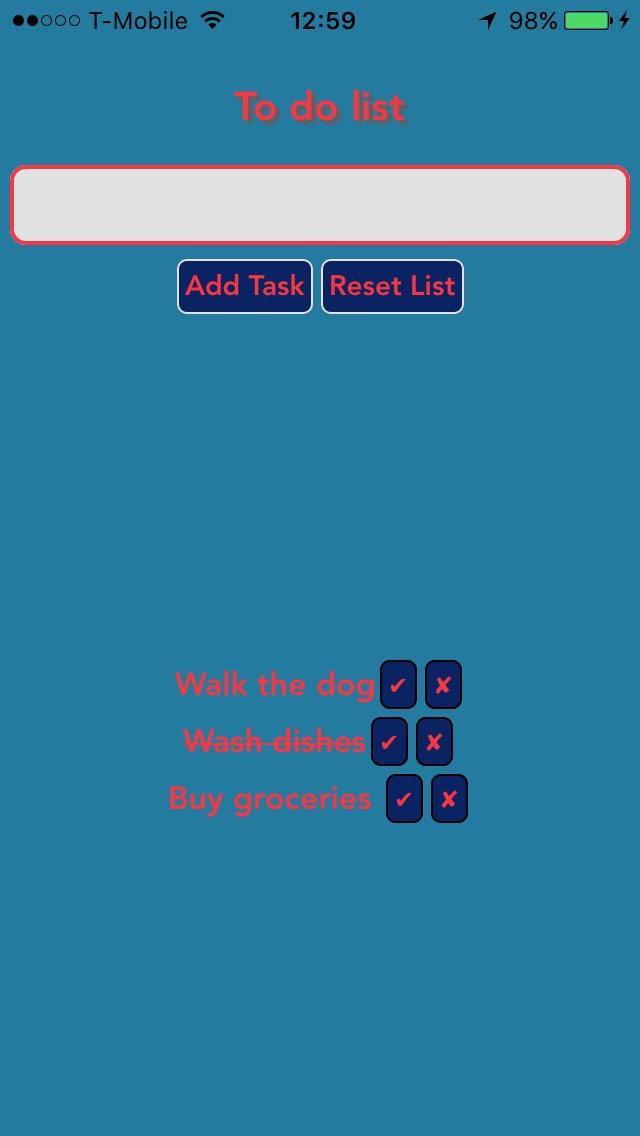 T-Mobile 12:59 98%
To do list
Add Task Reset List
Walk the dog ✔ ✘
Wash dishes ✔ ✘
Buy groceries ✔ ✘